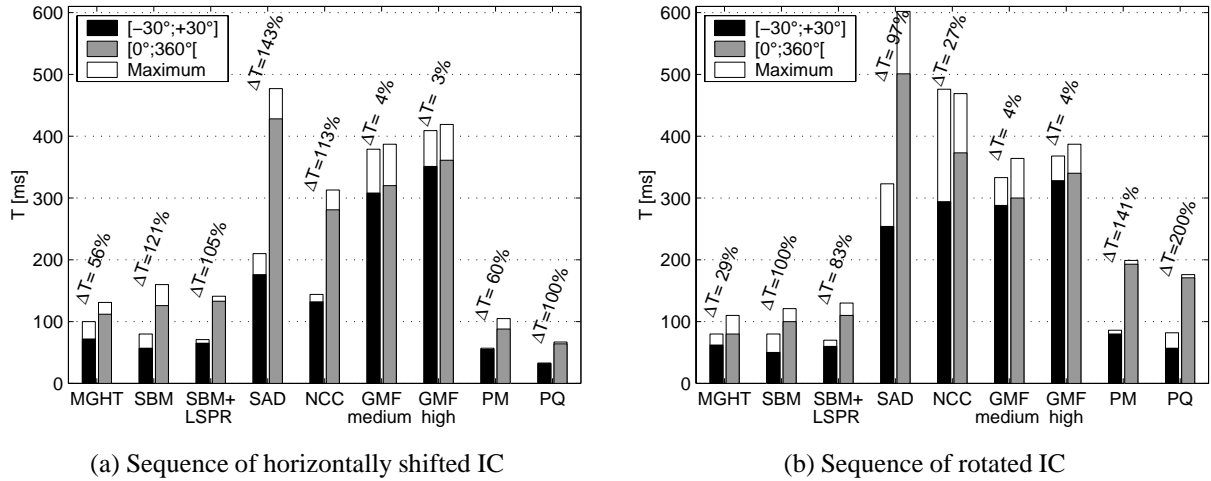 600
500
400
300
200
100
0
T [ms]
[−30°;+30°]
[0°;360°[
Maximum
ΔT= 56%
ΔT=121%
ΔT=105%
ΔT=143%
ΔT=113%
ΔT= 4%
ΔT= 3%
ΔT= 60%
ΔT=100%
MGHT SBM SBM+ SAD NCC GMF GMF PM PQ
LSPR medium high
(a) Sequence of horizontally shifted IC
600
500
400
300
200
100
0
T [ms]
[−30°;+30°]
[0°;360°[
Maximum
ΔT= 29%
ΔT=100%
ΔT= 83%
ΔT= 97%
ΔT= 27%
ΔT= 4%
ΔT= 4%
ΔT=141%
ΔT=200%
MGHT SBM SBM+ SAD NCC GMF GMF PM PQ
LSPR medium high
(b) Sequence of rotated IC